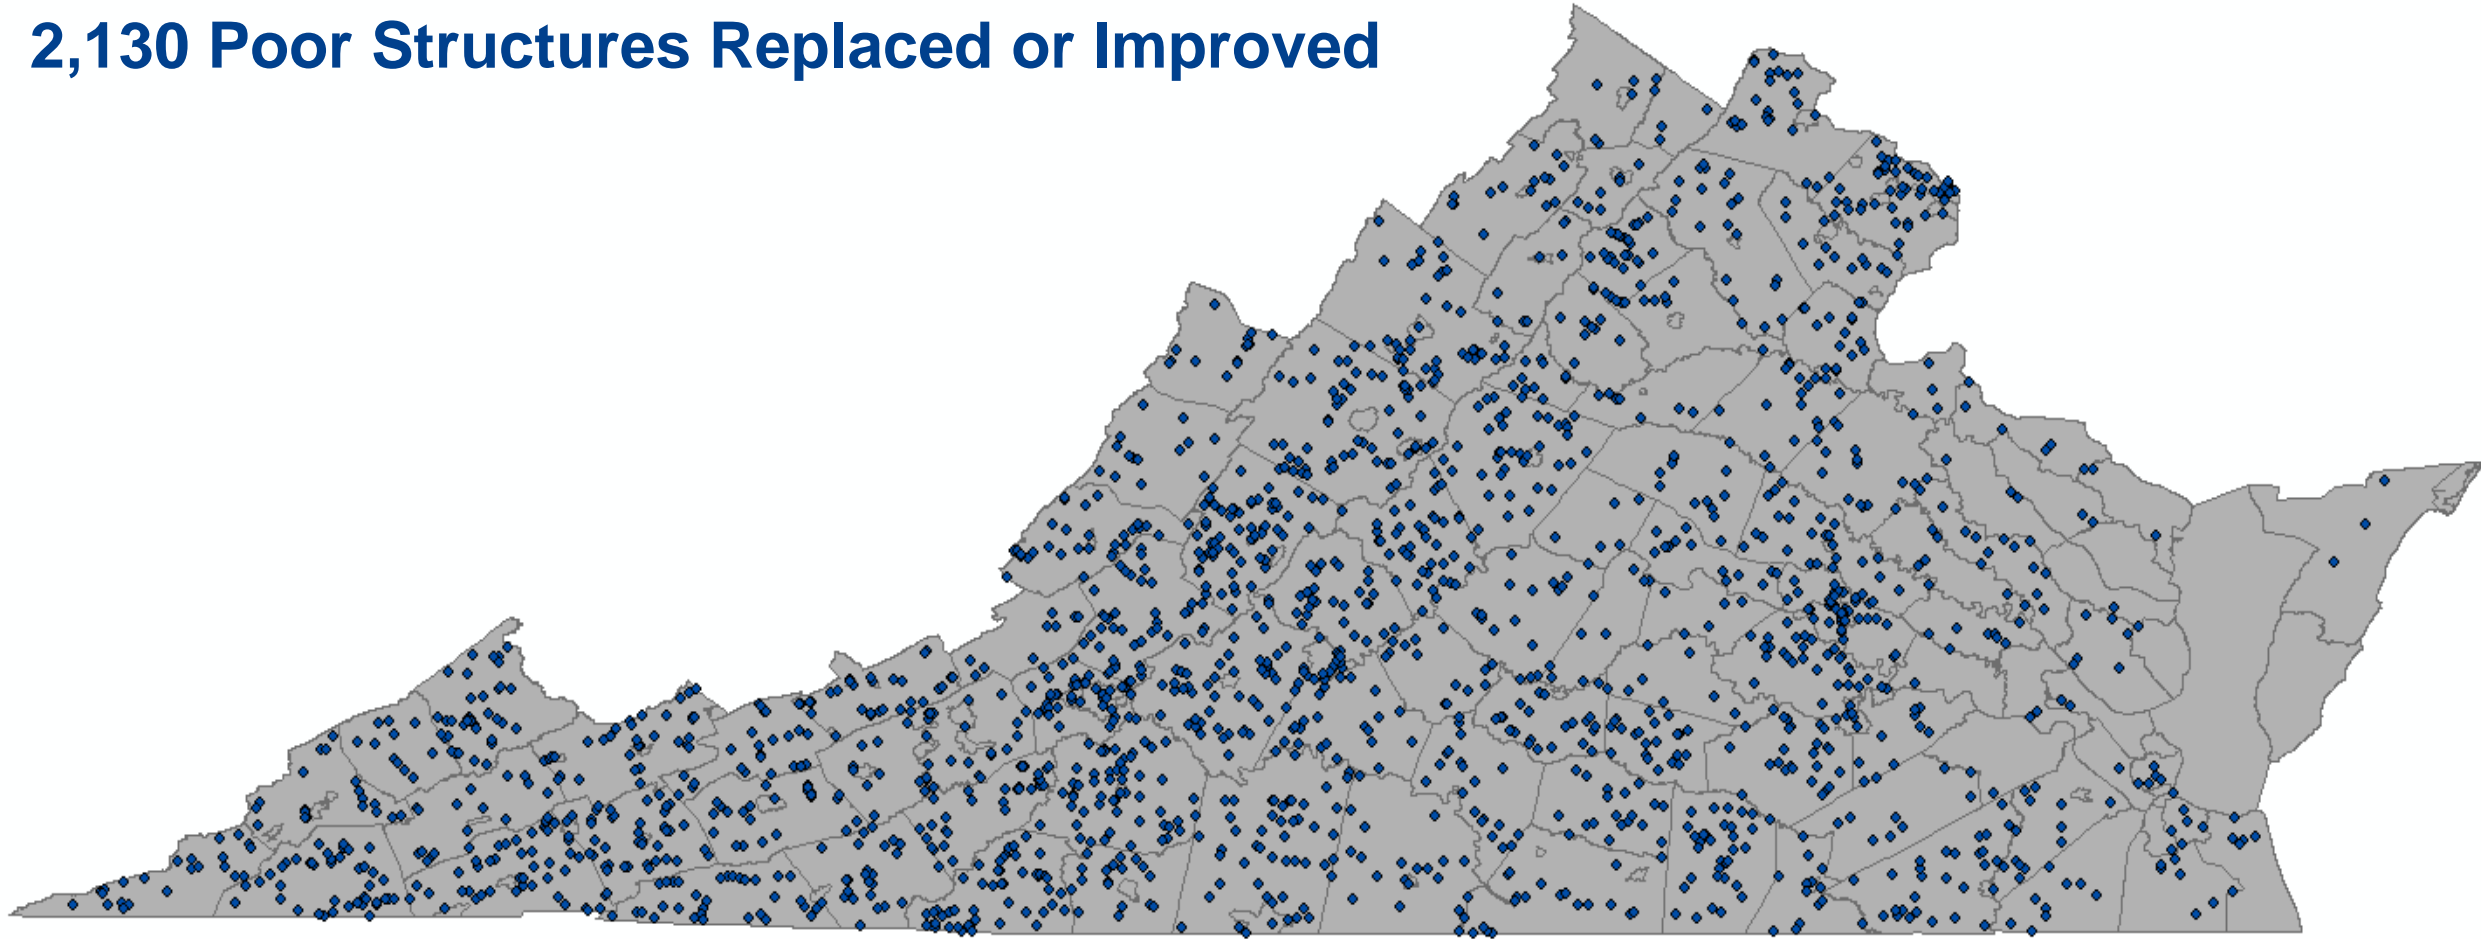 2,130 Poor Structures Replaced or Improved